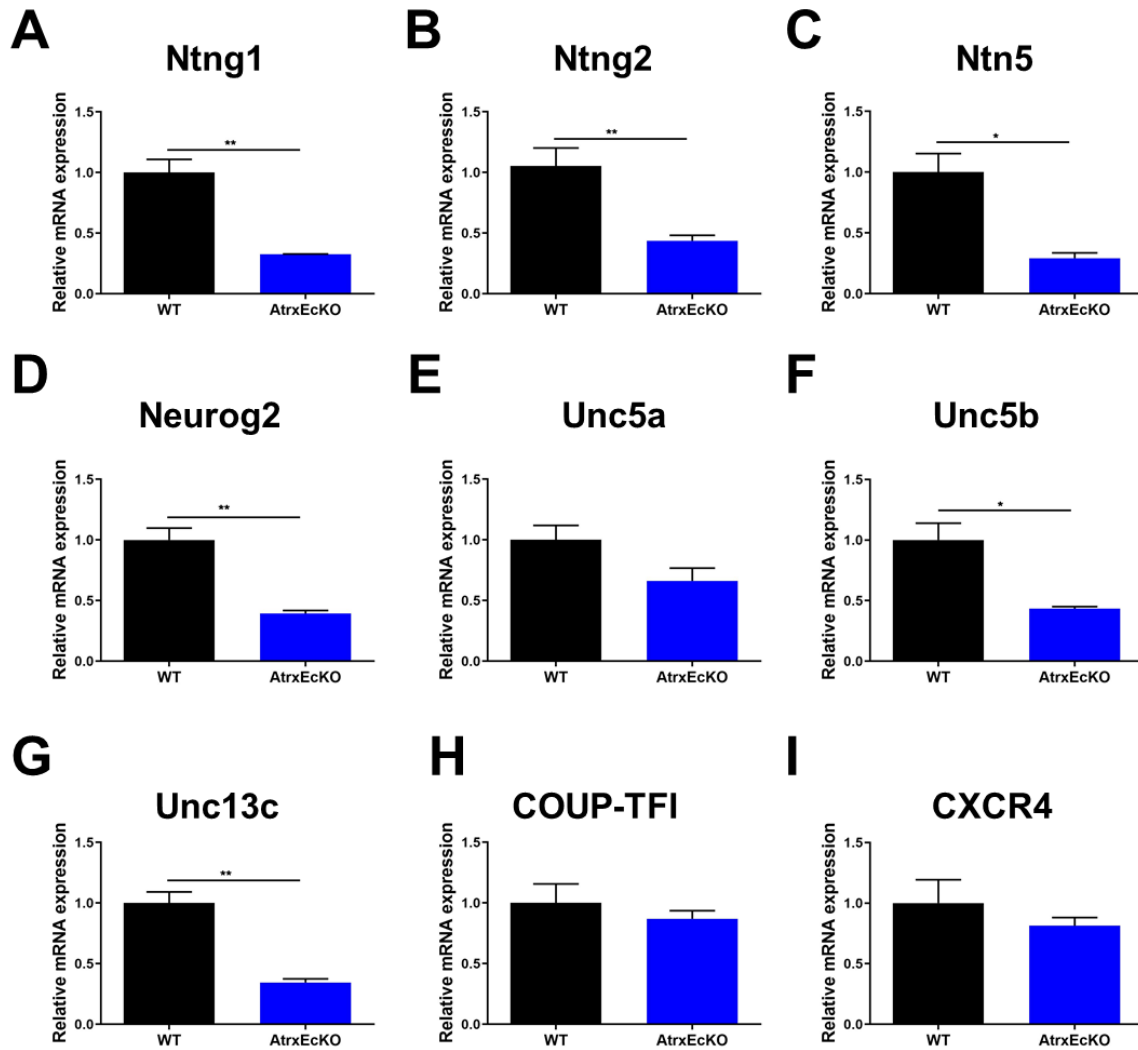 A
Ntng1
Relative mRNA expression
1.5
1.0
0.5
0.0
**
WT
AtrxEcKO
B
Ntng2
Relative mRNA expression
1.5
1.0
0.5
0.0
**
WT
AtrxEcKO
C
Ntn5
Relative mRNA expression
1.5
1.0
0.5
0.0
*
WT
AtrxEcKO
D
Neurog2
Relative mRNA expression
1.5
1.0
0.5
0.0
**
WT
AtrxEcKO
E
Unc5a
Relative mRNA expression
1.5
1.0
0.5
0.0
WT
AtrxEcKO
F
Unc5b
Relative mRNA expression
1.5
1.0
0.5
0.0
*
WT
AtrxEcKO
G
Unc13c
Relative mRNA expression
1.5
1.0
0.5
0.0
**
WT
AtrxEcKO
H
COUP-TFI
Relative mRNA expression
1.5
1.0
0.5
0.0
WT
AtrxEcKO
I
CXCR4
Relative mRNA expression
1.5
1.0
0.5
0.0
WT
AtrxEcKO